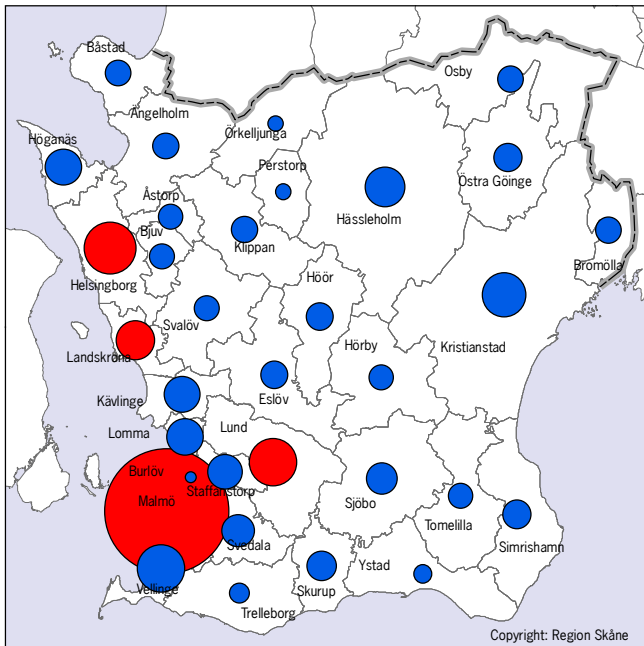 Båstad
Osby
Ängelholm
Örkelljunga
Höganäs
Perstorp
Östra Göinge
Åstorp
Hässleholm
Bjuv
Klippan
Bromölla
Höör
Helsingborg
Svalöv
Hörby
Kristianstad
Landskrona
Eslöv
Kävlinge
Lund
Lomma
Burlöv
Staffanstorp
Malmö
Sjöbo
Tomelilla
Svedala
Simrishamn
Ystad
Vellinge
Skurup
Trelleborg
Copyright: Region Skåne